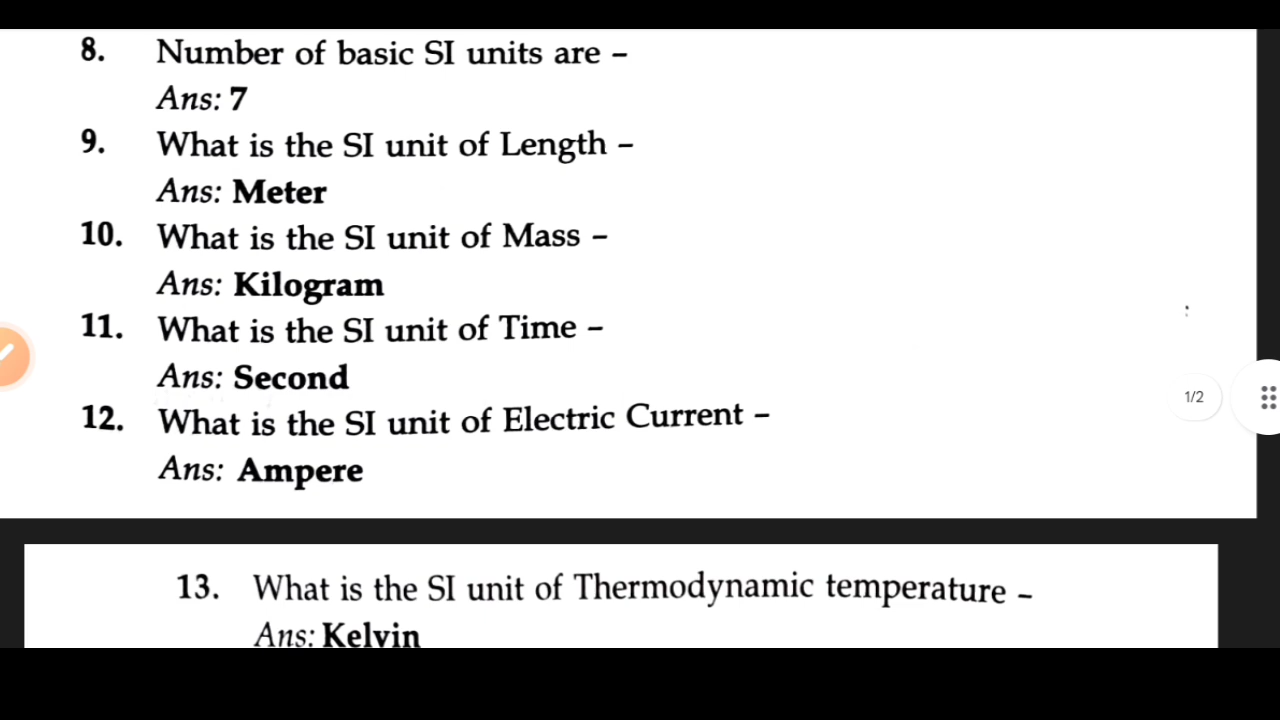 8. Number of basic SI units are –
Ans: 7
9. What is the SI unit of Length –
Ans: Meter
10. What is the SI unit of Mass –
Ans: Kilogram
11. What is the SI unit of Time –
Ans: Second
12. What is the SI unit of Electric Current –
Ans: Ampere
1/2
13. What is the SI unit of Thermodynamic temperature –
Ans: Kelvin